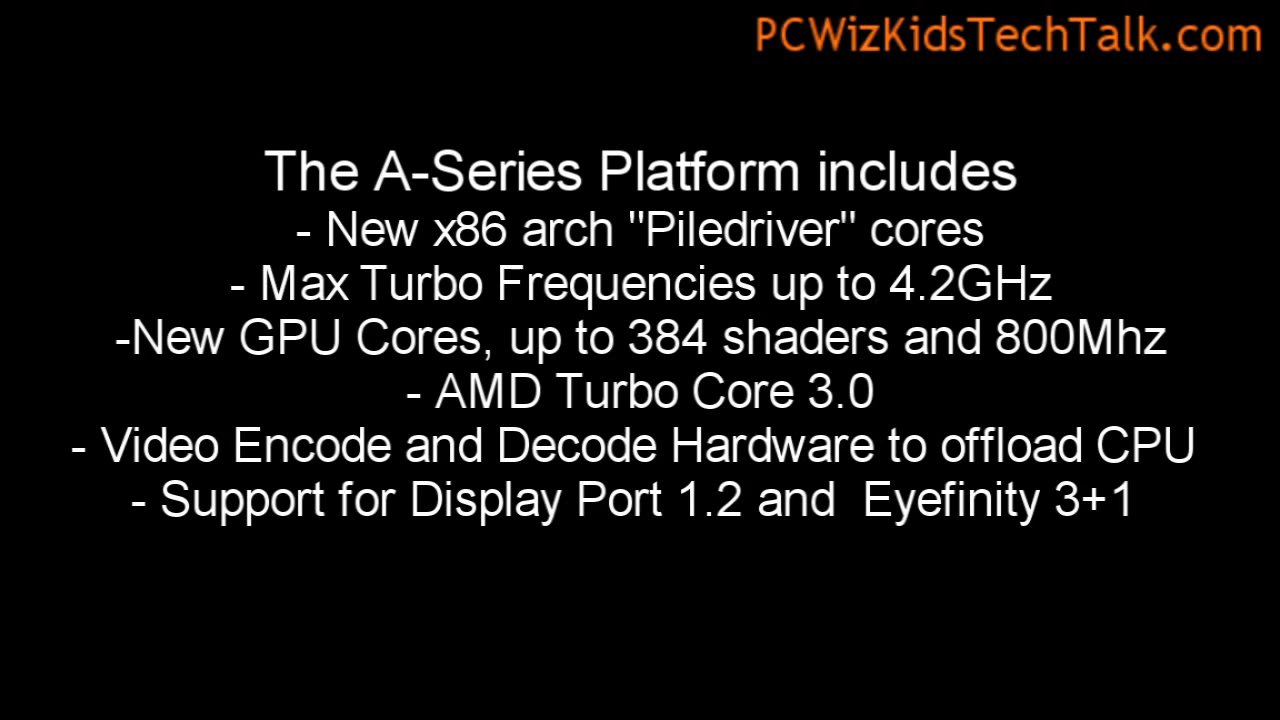 PCWizKidsTechTalk.com
The A-Series Platform includes
- New x86 arch "Piledriver" cores
- Max Turbo Frequencies up to 4.2GHz
-New GPU Cores, up to 384 shaders and 800Mhz
- AMD Turbo Core 3.0
- Video Encode and Decode Hardware to offload CPU
- Support for Display Port 1.2 and  Eyefinity 3+1